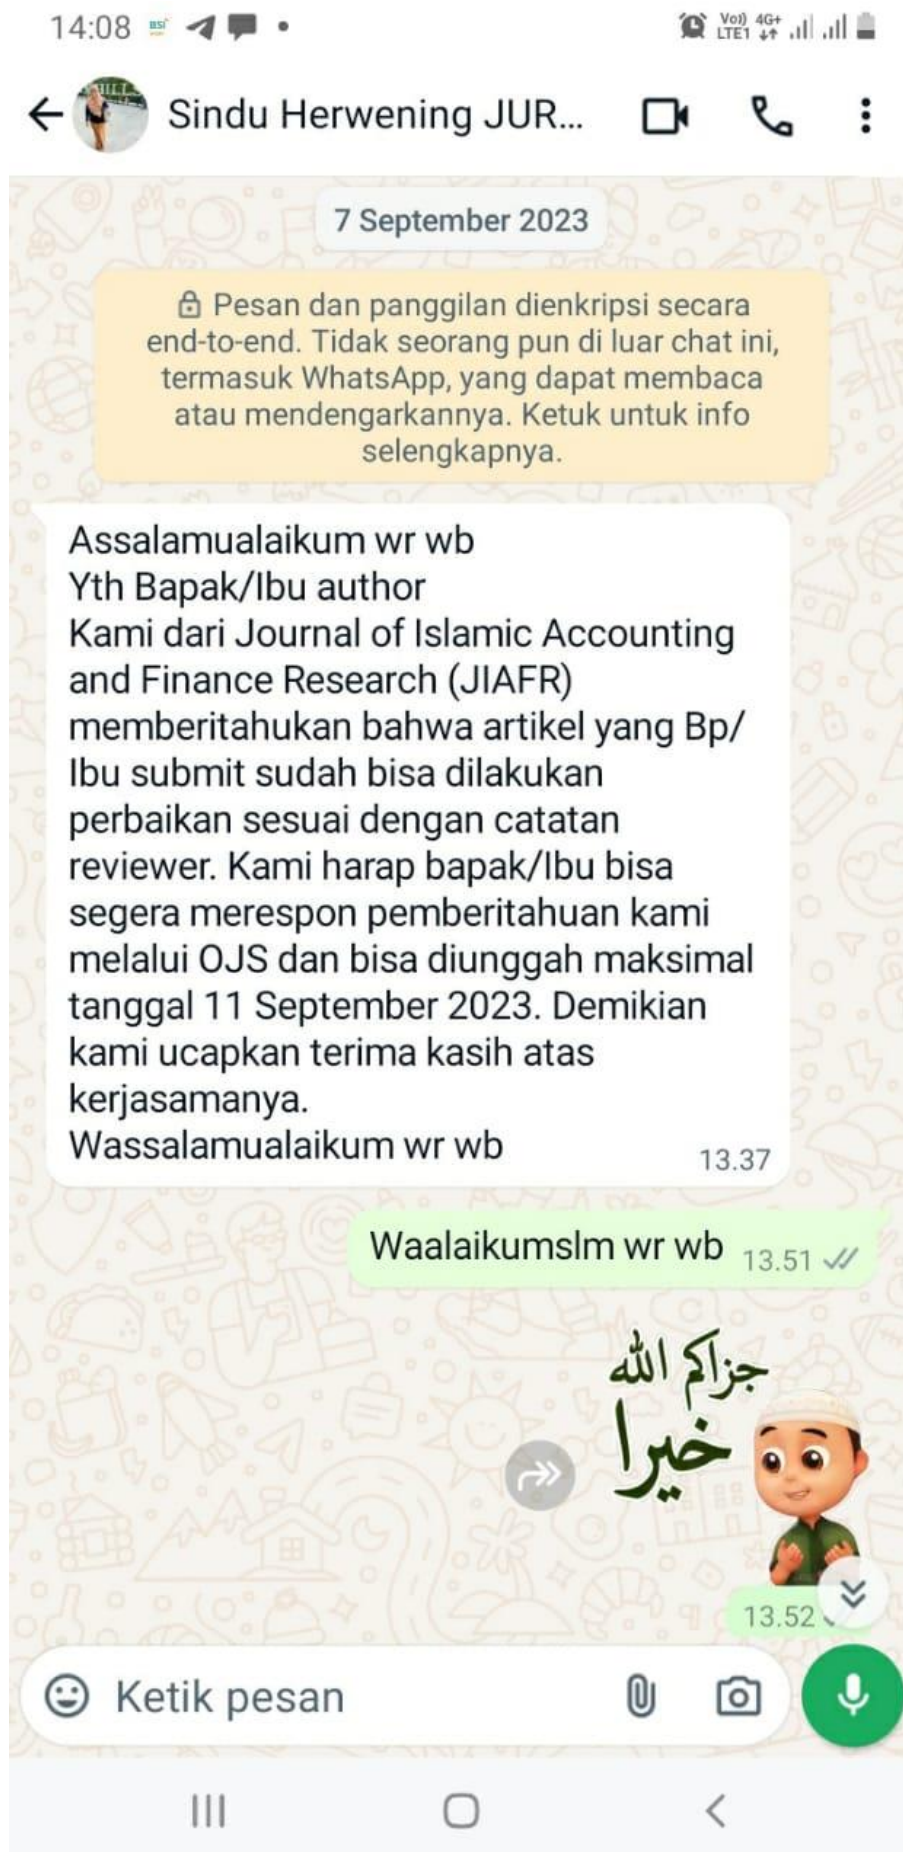 14:08
BSI
Vo)) 4G+
LTE1
Sindu Herwening JUR...
7 September 2023
Pesan dan panggilan dienkripsi secara
end-to-end. Tidak seorang pun di luar chat ini,
termasuk WhatsApp, yang dapat membaca
atau mendengarkannya. Ketuk untuk info
selengkapnya.
Assalamualaikum wr wb
Yth Bapak/Ibu author
Kami dari Journal of Islamic Accounting
and Finance Research (JIAFR)
memberitahukan bahwa artikel yang Bp/
Ibu submit sudah bisa dilakukan
perbaikan sesuai dengan catatan
reviewer. Kami harap bapak/Ibu bisa
segera merespon pemberitahuan kami
melalui OJS dan bisa diunggah maksimal
tanggal 11 September 2023. Demikian
kami ucapkan terima kasih atas
kerjasamanya.
Wassalamualaikum wr wb
13.37
Waalaikumslm wr wb 13.51
جزاكم الله
خيرا
13.52
Ketik pesan